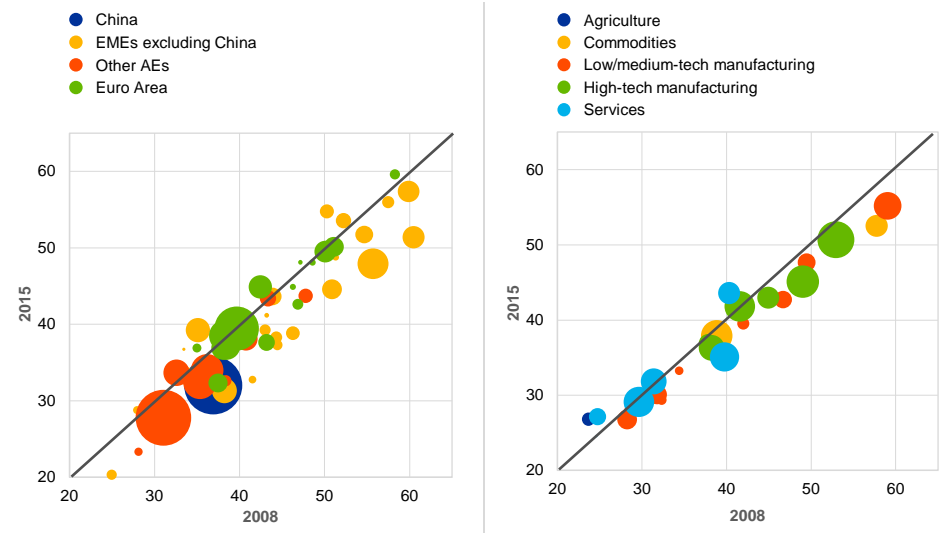 China
EMEs excluding China
Other AEs
Euro Area
60
50
40
30
20
2015
20 30 40 50 60
2008
Agriculture
Commodities
Low/medium-tech manufacturing
High-tech manufacturing
Services
60
50
40
30
20
2015
20 30 40 50 60
2008